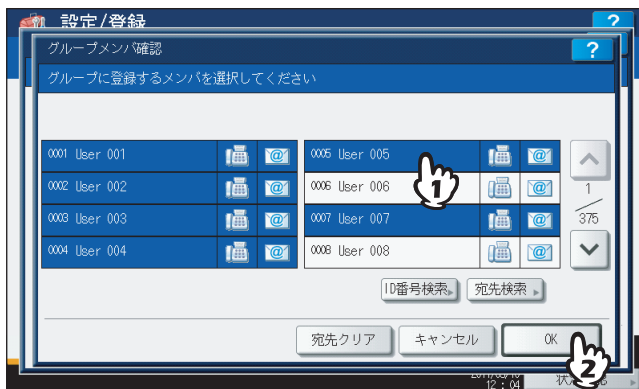 設定/登録
?
グループメンバ確認
?
グループに登録するメンバを選択してください
0001 User 001
0005 User 005
0002 User 002
0006 User 006
1
1
0003 User 003
0007 User 007
375
0004 User 004
0008 User 008
ID番号検索
宛先検索
宛先クリア
キャンセル
OK
2
12:04